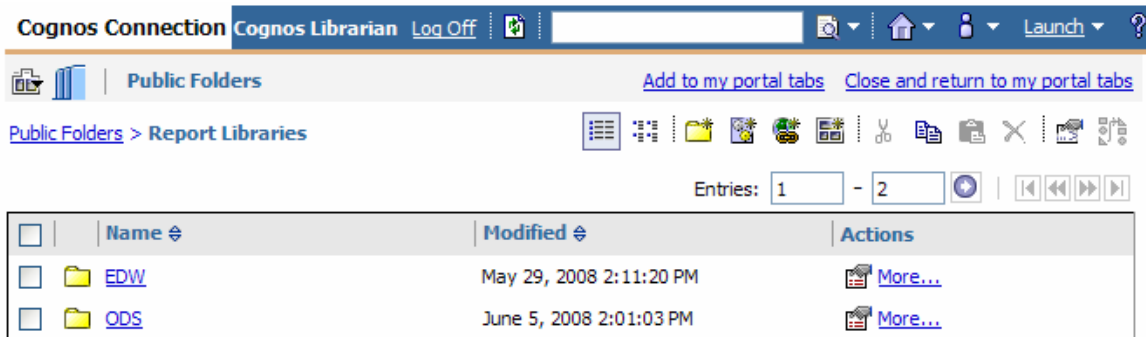 Cognos Connection Cognos Librarian Log Off Launch ?
Public Folders Add to my portal tabs Close and return to my portal tabs
Public Folders > Report Libraries
Entries: 1 - 2
Name Modified Actions
EDW May 29, 2008 2:11:20 PM More...
ODS June 5, 2008 2:01:03 PM More...